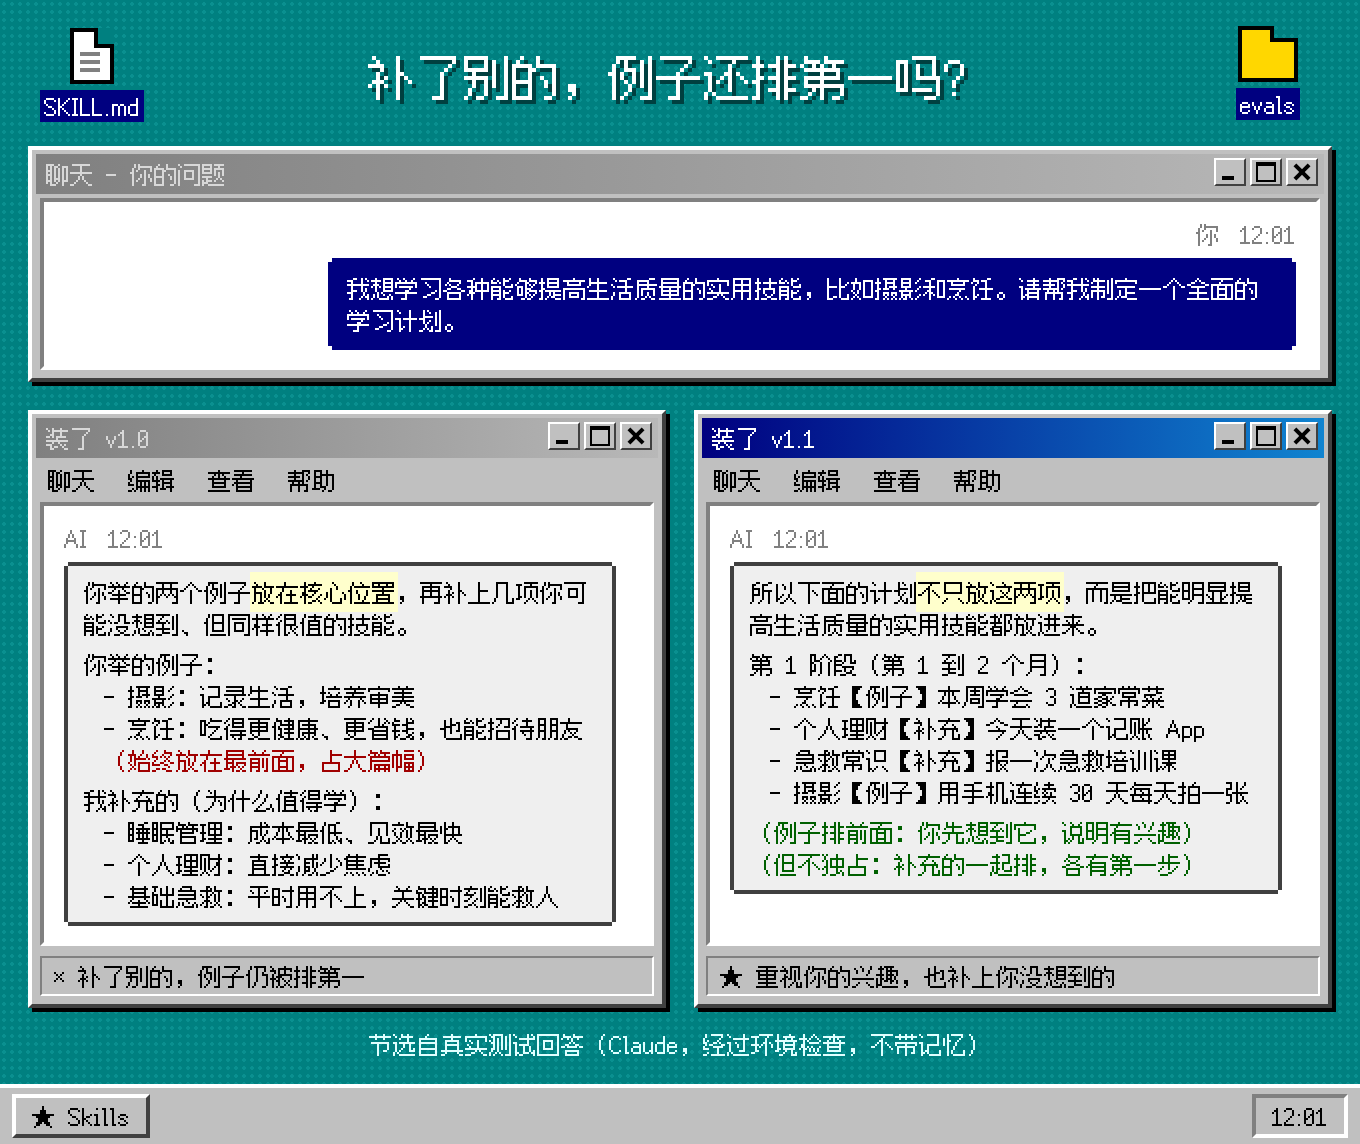 SKILL.md
补了别的，例子还排第一吗？
evals
聊天 - 你的问题
你 12:01
我想学习各种能够提高生活质量的实用技能，比如摄影和烹饪。请帮我制定一个全面的
学习计划。
装了 v1.0
聊天 编辑 查看 帮助
AI 12:01
你举的两个例子放在核心位置，再补上几项你可
能没想到、但同样很值的技能。
你举的例子：
- 摄影：记录生活，培养审美
- 烹饪：吃得更健康、更省钱，也能招待朋友
（始终放在最前面，占大篇幅）
我补充的（为什么值得学）：
- 睡眠管理：成本最低、见效最快
- 个人理财：直接减少焦虑
- 基础急救：平时用不上，关键时刻能救人
× 补了别的，例子仍被排第一
装了 v1.1
聊天 编辑 查看 帮助
AI 12:01
所以下面的计划不只放这两项，而是把能明显提
高生活质量的实用技能都放进来。
第 1 阶段（第 1 到 2 个月）：
- 烹饪【例子】本周学会 3 道家常菜
- 个人理财【补充】今天装一个记账 App
- 急救常识【补充】报一次急救培训课
- 摄影【例子】用手机连续 30 天每天拍一张
（例子排前面：你先想到它，说明有兴趣）
（但不独占：补充的一起排，各有第一步）
★ 重视你的兴趣，也补上你没想到的
节选自真实测试回答（Claude，经过环境检查，不带记忆）
★ Skills
12:01